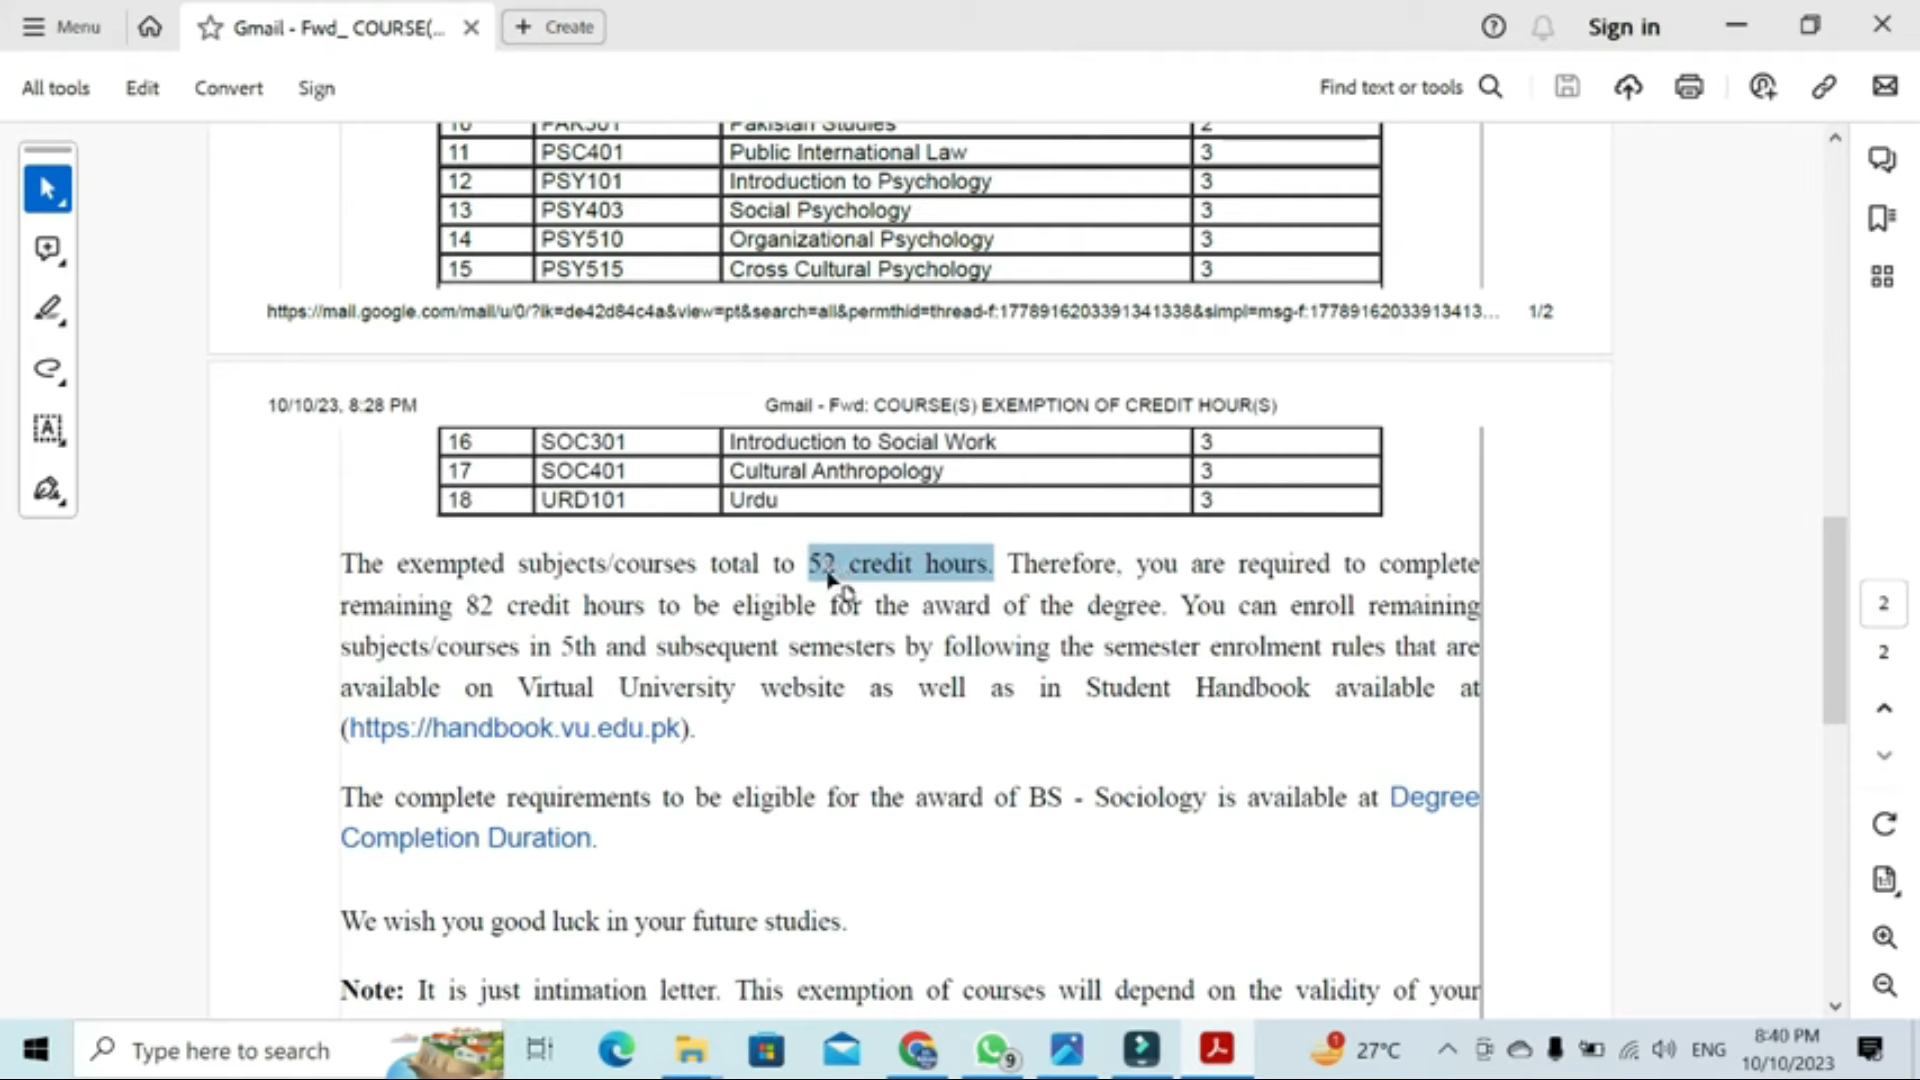 Menu
Gmail - Fwd_ COURSE(...
Create
Sign in
All tools
Edit
Convert
Sign
Find text or tools
10 PAK301 Pakistan Studies 2
11 PSC401 Public International Law 3
12 PSY101 Introduction to Psychology 3
13 PSY403 Social Psychology 3
14 PSY510 Organizational Psychology 3
15 PSY515 Cross Cultural Psychology 3
https://mail.google.com/mail/u/0/?ik=de42d84c4a&view=pt&search=all&permthid=thread-f:1778916203391341338&simpl=msg-f:17789162033913413... 1/2
10/10/23, 8:28 PM Gmail - Fwd: COURSE(S) EXEMPTION OF CREDIT HOUR(S)
16 SOC301 Introduction to Social Work 3
17 SOC401 Cultural Anthropology 3
18 URD101 Urdu 3
The exempted subjects/courses total to 52 credit hours. Therefore, you are required to complete
remaining 82 credit hours to be eligible for the award of the degree. You can enroll remaining
subjects/courses in 5th and subsequent semesters by following the semester enrolment rules that are
available on Virtual University website as well as in Student Handbook available at
(https://handbook.vu.edu.pk).
The complete requirements to be eligible for the award of BS - Sociology is available at Degree
Completion Duration.
We wish you good luck in your future studies.
Note: It is just intimation letter. This exemption of courses will depend on the validity of your
2
2
Type here to search
9
1
27°C
ENG
8:40 PM
10/10/2023